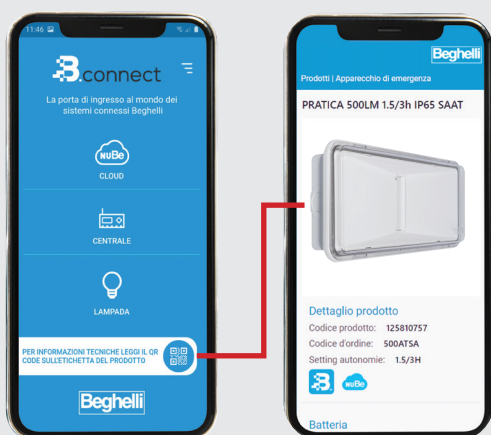 11:46
B.connect
La porta di ingresso al mondo dei
sistemi connessi Beghelli
NUBe
CLOUD
CENTRALE
LAMPADA
PER INFORMAZIONI TECNICHE LEGGI IL QR
CODE SULL'ETICHETTA DEL PRODOTTO
Beghelli
Beghelli
Prodotti | Apparecchio di emergenza
PRATICA 500LM 1.5/3h IP65 SAAT
Dettaglio prodotto
Codice prodotto: 125810757
Codice d'ordine: 500ATSA
Setting autonomie: 1.5/3H
B
NUBe
Batteria